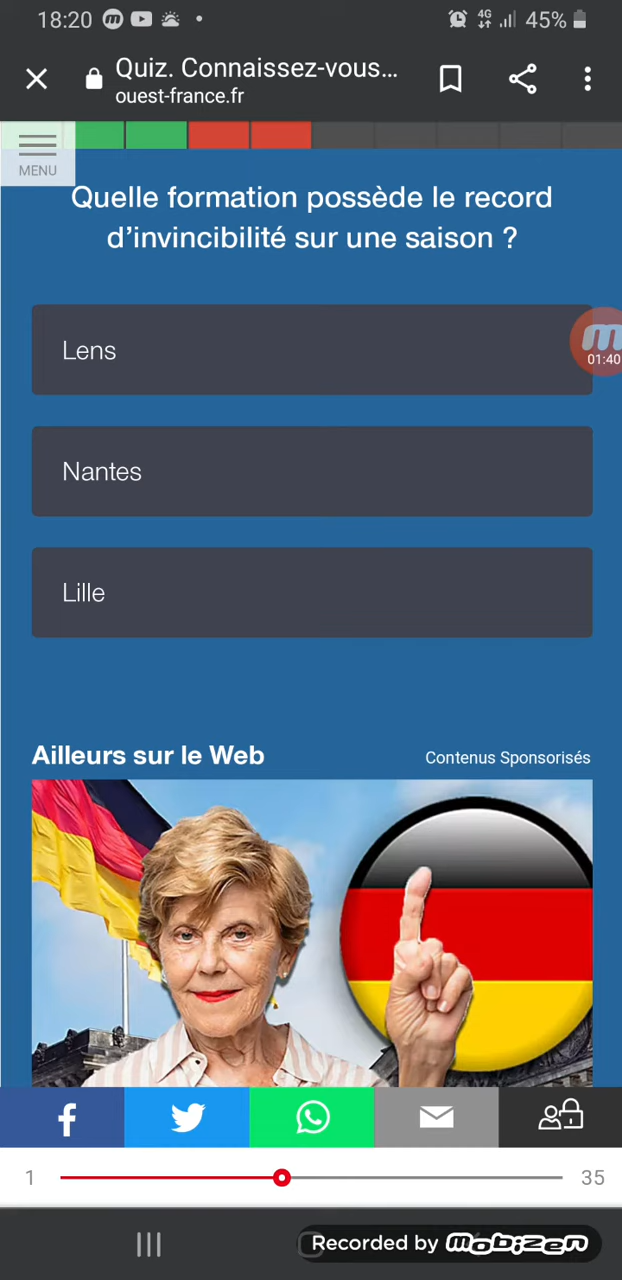 18:20
4G
45%
Quiz. Connaissez-vous...
ouest-france.fr
MENU
Quelle formation possède le record
d'invincibilité sur une saison ?
Lens
01:40
Nantes
Lille
Ailleurs sur le Web
Contenus Sponsorisés
1
35
Recorded by mobizen